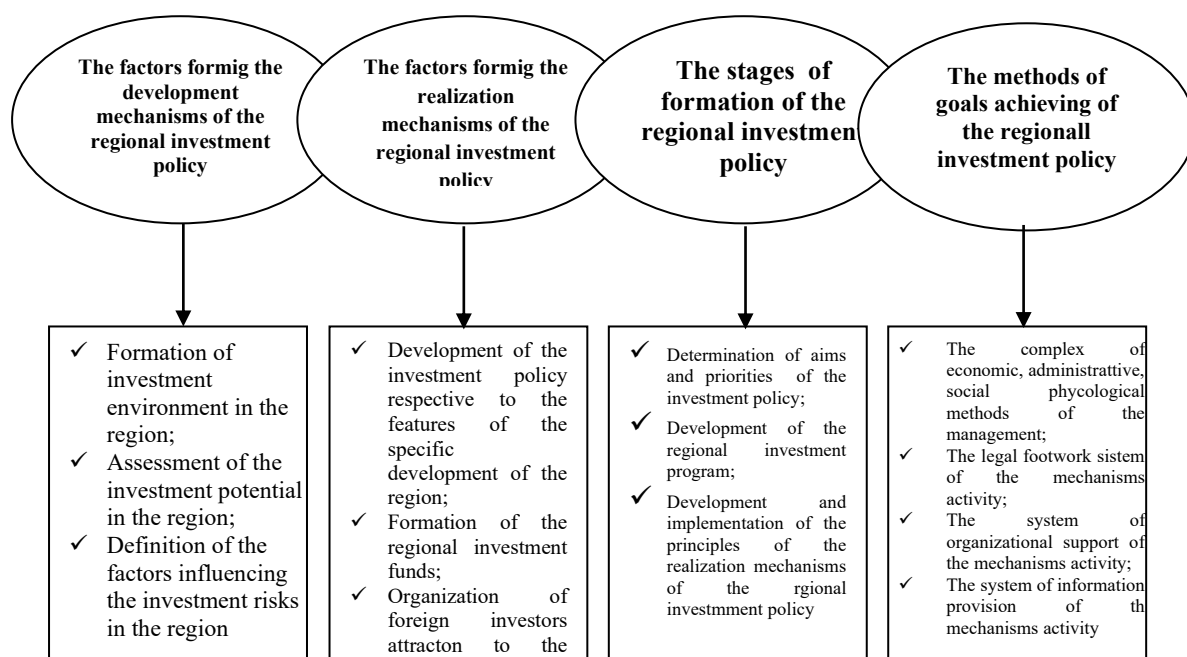 The factors formig the
development
mechanisms of the
regional investment
policy
The factors formig the
realization
mechanisms of the
regional investment
policy
The stages of
formation of the
regional investmen
policy
The methods of
goals achieving of
the regionall
investment policy
✓ Formation of
investment
environment in the
region;
✓ Assessment of the
investment potential
in the region;
✓ Definition of the
factors influencing
the investment risks
in the region
✓ Development of the
investment policy
respective to the
features of the
specific
development of the
region;
✓ Formation of the
regional investment
funds;
✓ Organization of
foreign investors
attracton to the
✓ Determination of aims
and priorities of the
investment policy;
✓ Development of the
regional investment
program;
✓ Development and
implementation of the
principles of the
realization mechanisms
of the rgional
investmment policy
✓ The complex of
economic, administrattive,
social phycological
methods of the
management;
✓ The legal footwork sistem
of the mechanisms
activity;
✓ The system of
organizational support of
the mechanisms activity;
✓ The system of information
provision of th
mechanisms activity